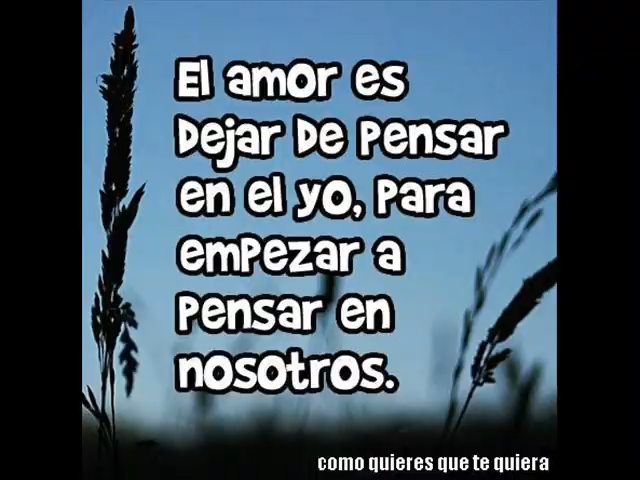 El amor es
Dejar De Pensar
en el yo, Para
emPezar a
Pensar en
nosotros.
como quieres que te quiera